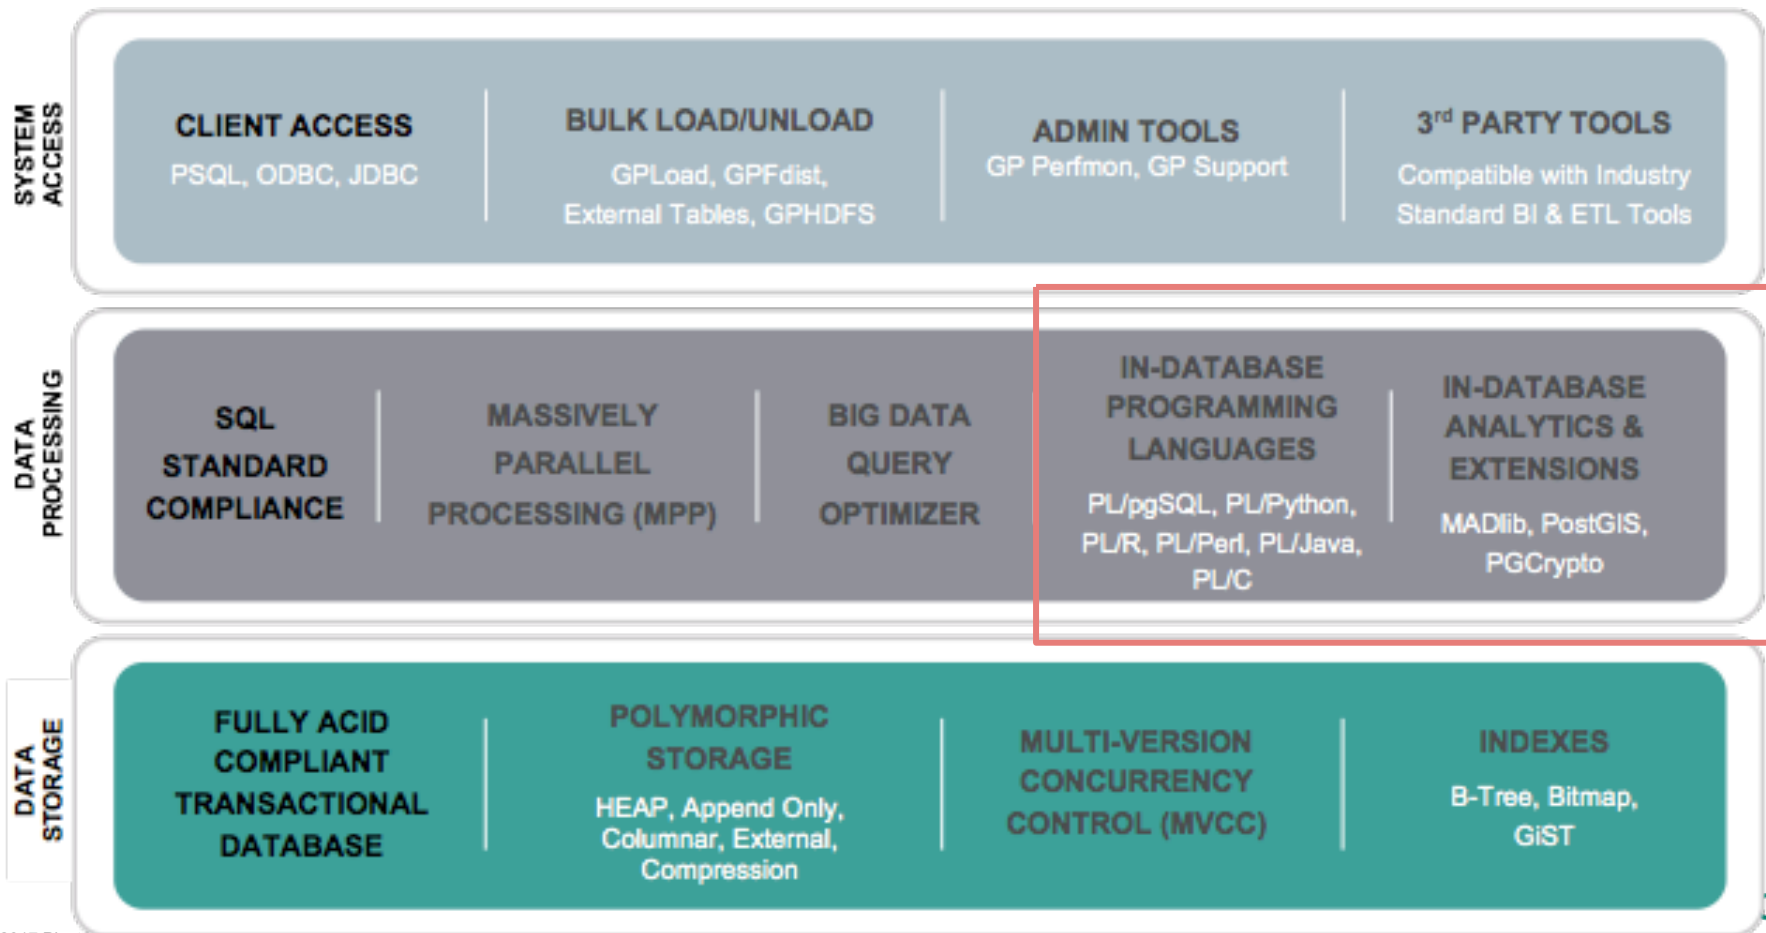 SYSTEM
ACCESS
CLIENT ACCESS
PSQL, ODBC, JDBC
BULK LOAD/UNLOAD
GPLoad, GPFdist,
External Tables, GPHDFS
ADMIN TOOLS
GP Perfmon, GP Support
3rd PARTY TOOLS
Compatible with Industry
Standard BI & ETL Tools
DATA
PROCESSING
SQL
STANDARD
COMPLIANCE
MASSIVELY
PARALLEL
PROCESSING (MPP)
BIG DATA
QUERY
OPTIMIZER
IN-DATABASE
PROGRAMMING
LANGUAGES
PL/pgSQL, PL/Python,
PL/R, PL/Perl, PL/Java,
PL/C
IN-DATABASE
ANALYTICS &
EXTENSIONS
MADlib, PostGIS,
PGCrypto
DATA
STORAGE
FULLY ACID
COMPLIANT
TRANSACTIONAL
DATABASE
POLYMORPHIC
STORAGE
HEAP, Append Only,
Columnar, External,
Compression
MULTI-VERSION
CONCURRENCY
CONTROL (MVCC)
INDEXES
B-Tree, Bitmap,
GiST